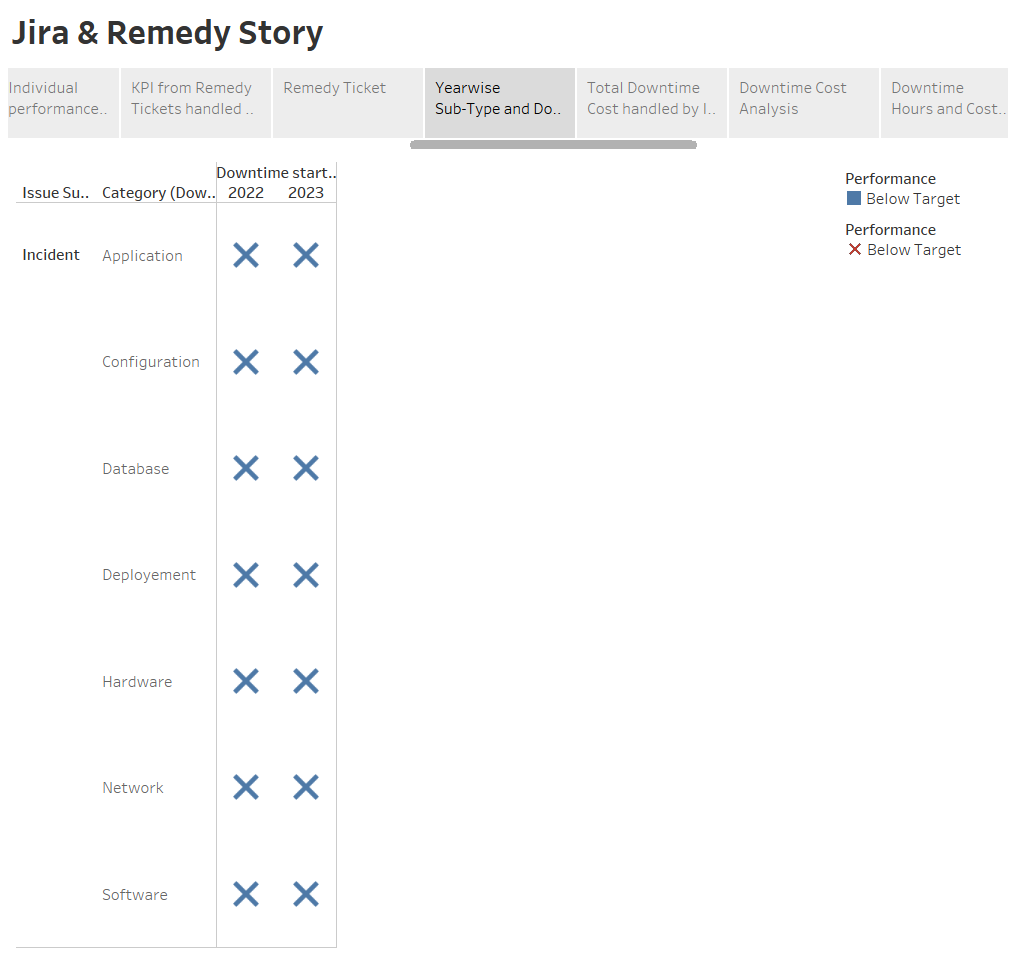 Jira & Remedy Story
Individual
performance..
KPI from Remedy
Tickets handled ..
Remedy Ticket
Yearwise
Sub-Type and Do..
Total Downtime
Cost handled by I..
Downtime Cost
Analysis
Downtime
Hours and Cost..
Downtime start..
Issue Su.. Category (Dow.. 2022 2023
Incident Application
Configuration
Database
Deployement
Hardware
Network
Software
Performance
Below Target
Performance
Below Target